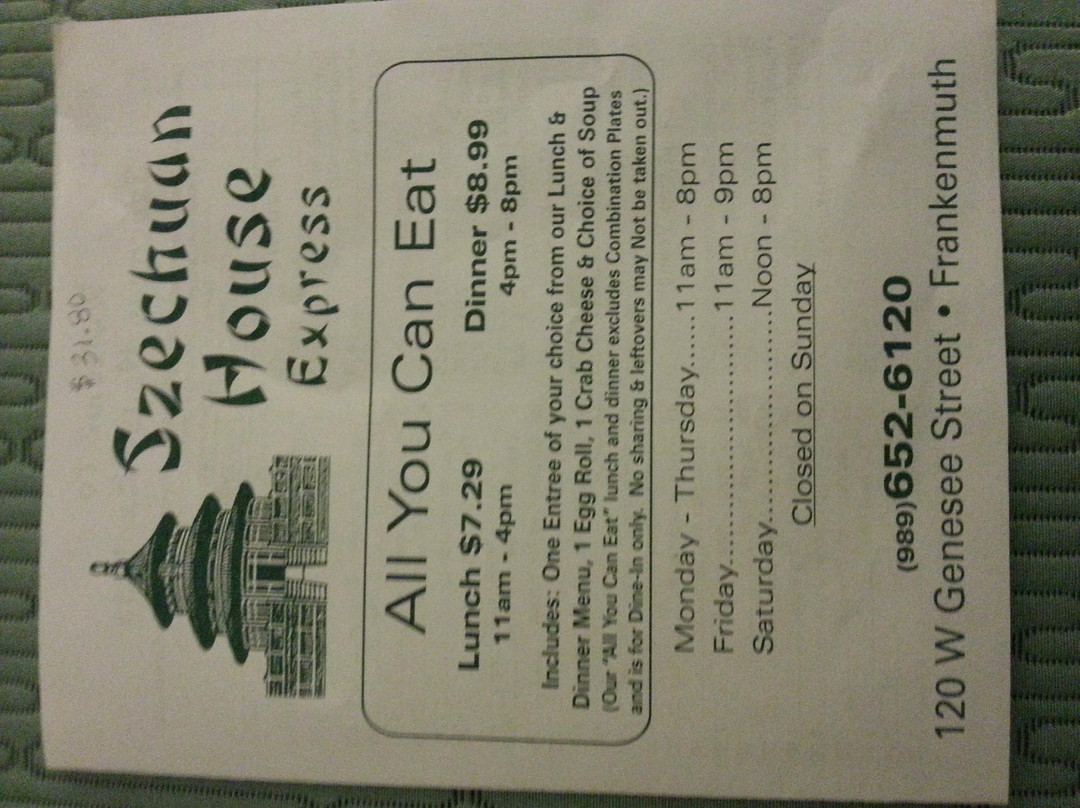 $31.80
Szechuan
House
Express
All You Can Eat
Lunch $7.29 Dinner $8.99
11am - 4pm 4pm - 8pm
Includes: One Entree of your choice from our Lunch &
Dinner Menu, 1 Egg Roll, 1 Crab Cheese & Choice of Soup
(Our "All You Can Eat" lunch and dinner excludes Combination Plates
and is for Dine-In only. No sharing & leftovers may Not be taken out.)
Monday - Thursday.....11am - 8pm
Friday..........................11am - 9pm
Saturday......................Noon - 8pm
Closed on Sunday
(989)652-6120
120 W Genesee Street • Frankenmuth